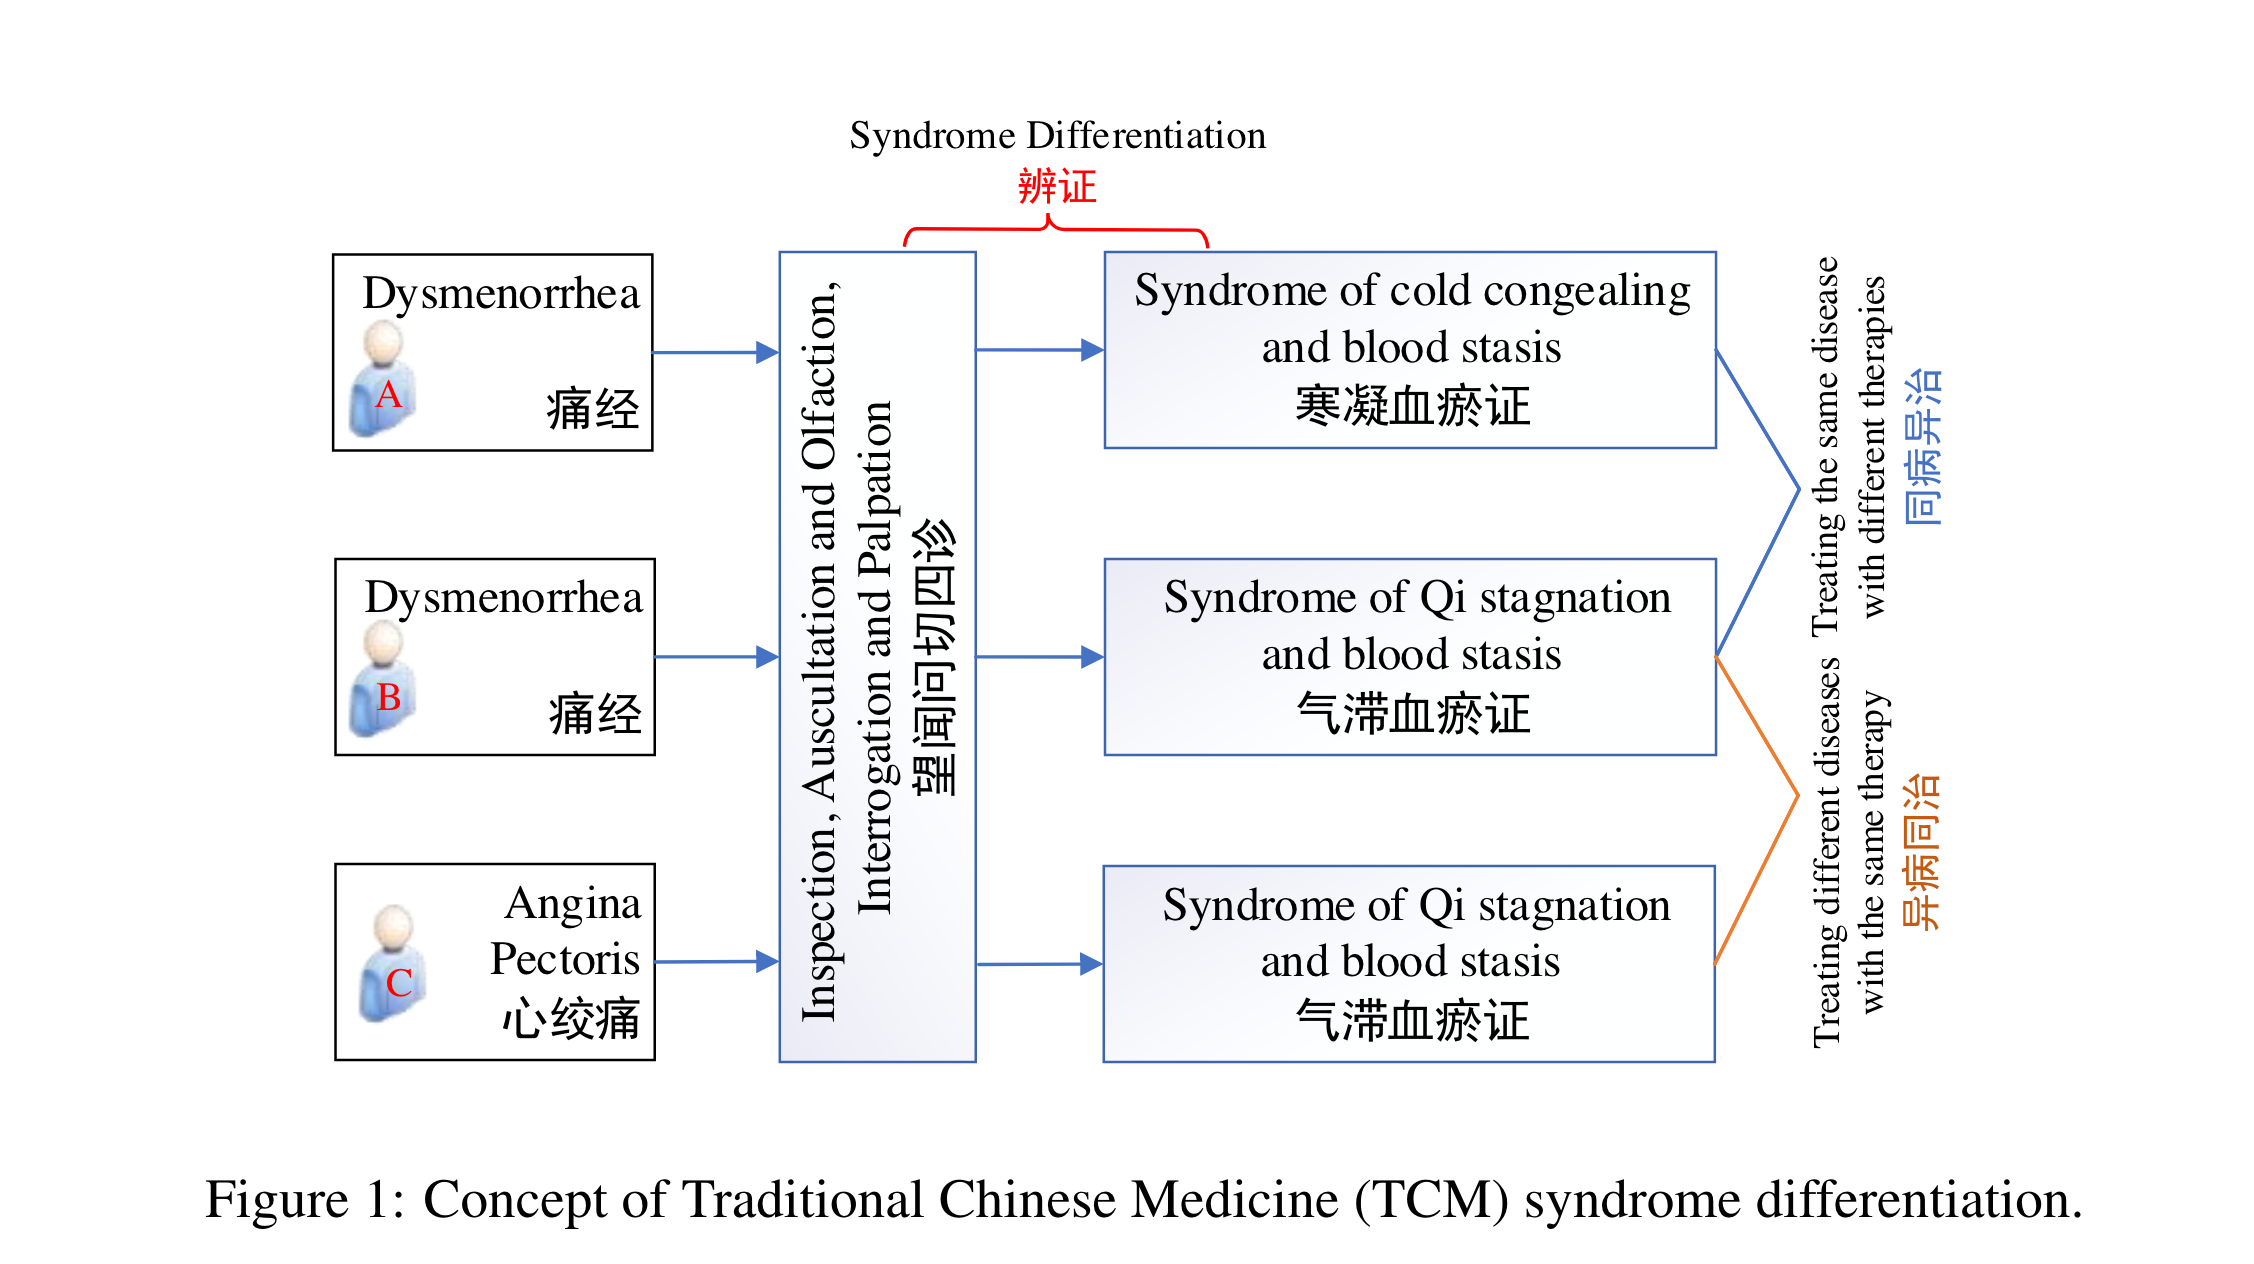 Syndrome Differentiation
辨证
Dysmenorrhea
A
痛经
Dysmenorrhea
B
痛经
Angina
Pectoris
C
心绞痛
Inspection, Auscultation and Olfaction,
Interrogation and Palpation
望闻问切四诊
Syndrome of cold congealing
and blood stasis
寒凝血瘀证
Syndrome of Qi stagnation
and blood stasis
气滞血瘀证
Syndrome of Qi stagnation
and blood stasis
气滞血瘀证
Treating the same disease
with different therapies
同病异治
Treating different diseases
with the same therapy
异病同治
Figure 1: Concept of Traditional Chinese Medicine (TCM) syndrome differentiation.